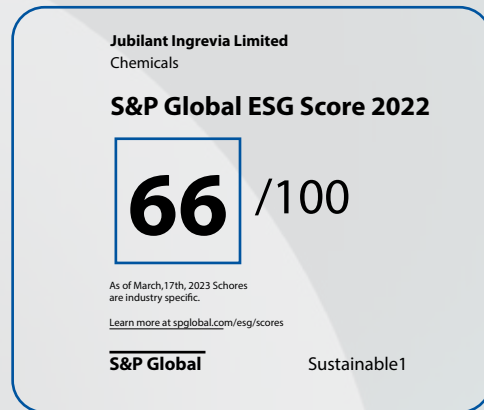 Jubilant Ingrevia Limited
Chemicals
S&P Global ESG Score 2022
66 /100
As of March,17th, 2023 Schores
are industry specific.
Learn more at spglobal.com/esg/scores
S&P Global Sustainable1